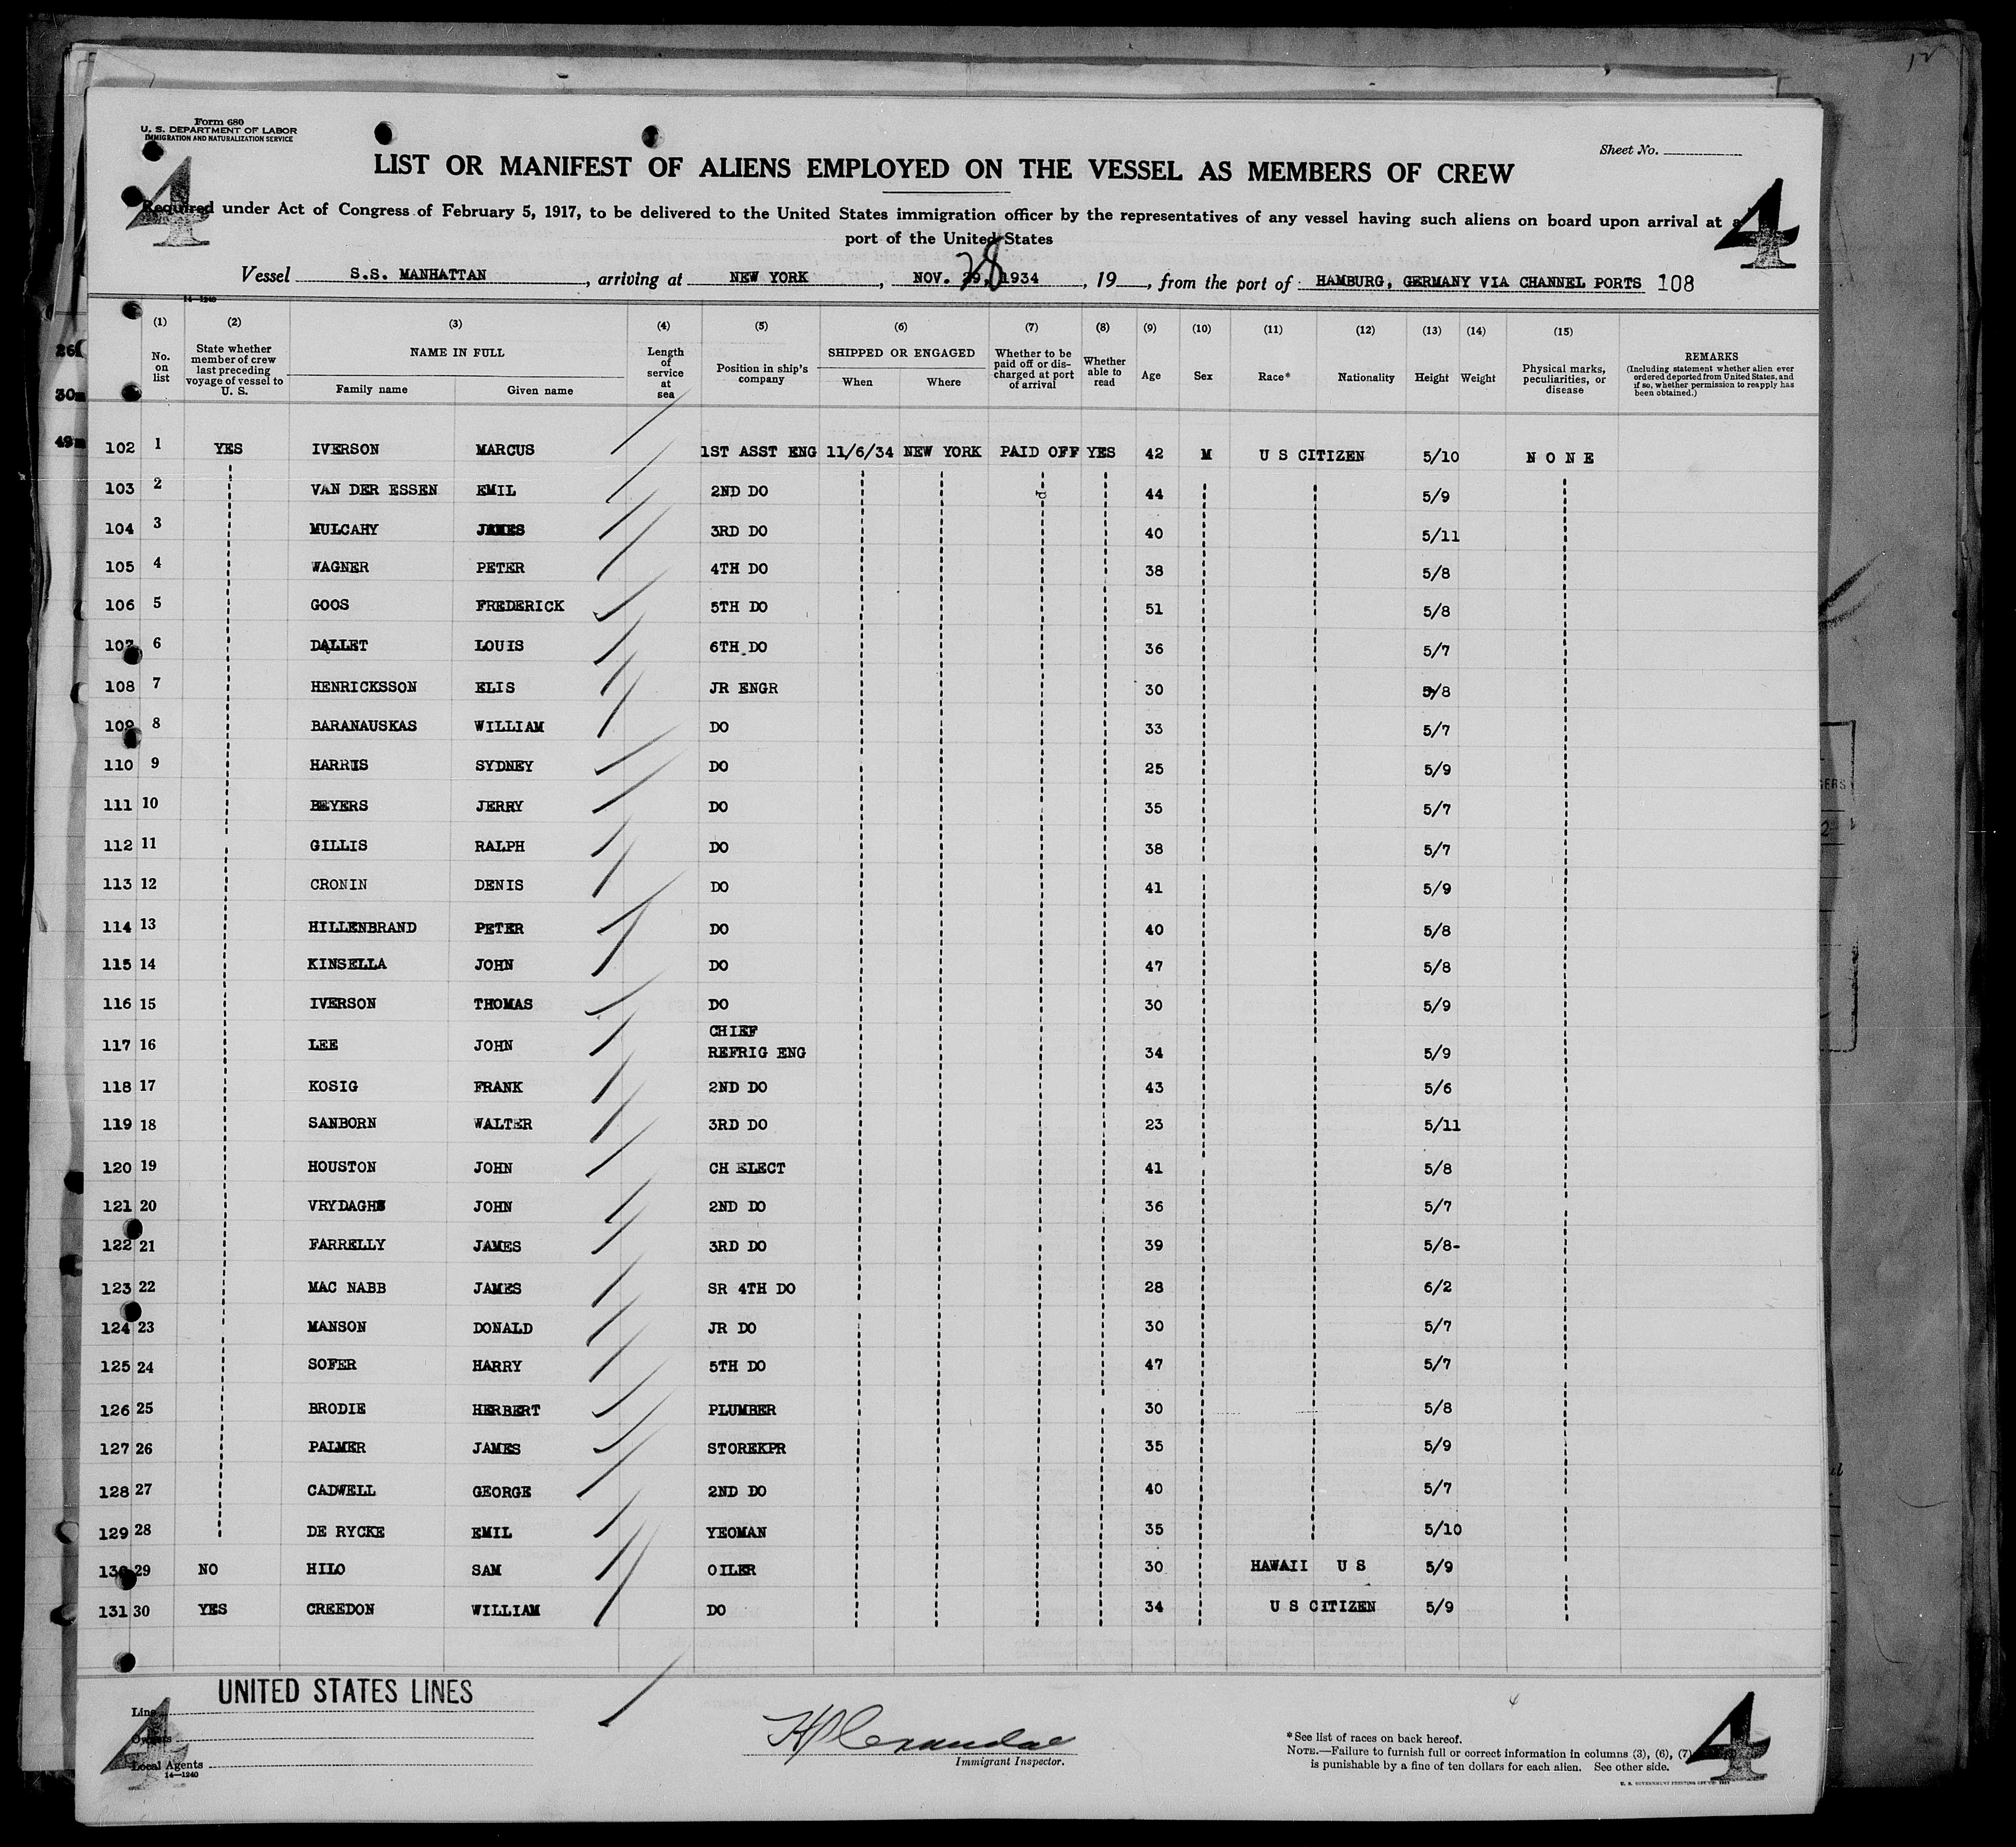 12
Form 680
U. S. DEPARTMENT OF LABOR
IMMIGRATION AND NATURALIZATION SERVICE
Sheet No.
4 4
LIST OR MANIFEST OF ALIENS EMPLOYED ON THE VESSEL AS MEMBERS OF CREW
Required under Act of Congress of February 5, 1917, to be delivered to the United States immigration officer by the representatives of any vessel having such aliens on board upon arrival at a
port of the United States
28
Vessel S.S. MANHATTAN, arriving at NEW YORK, NOV. 29, 1934, 19, from the port of HAMBURG, GERMANY VIA CHANNEL PORTS 108
14—1240
(1) (2) (3) (4) (5) (6) (7) (8) (9) (10) (11) (12) (13) (14) (15)
No. on list
State whether member of crew last preceding voyage of vessel to U. S.
NAME IN FULL
Family name Given name
Length of service at sea
Position in ship's company
SHIPPED OR ENGAGED
When Where
Whether to be paid off or discharged at port of arrival
Whether able to read
Age Sex Race* Nationality Height Weight
Physical marks, peculiarities, or disease
REMARKS
(Including statement whether alien ever ordered deported from United States, and if so, whether permission to reapply has been obtained.)
26
30m
49m
102 1 YES IVERSON MARCUS 1ST ASST ENG 11/6/34 NEW YORK PAID OFF YES 42 M U S CITIZEN 5/10 N O N E
103 2 VAN DER ESSEN EMIL 2ND DO 44 5/9
104 3 MULCAHY JAMES 3RD DO 40 5/11
105 4 WAGNER PETER 4TH DO 38 5/8
106 5 GOOS FREDERICK 5TH DO 51 5/8
107 6 DALLET LOUIS 6TH DO 36 5/7
108 7 HENRICKSSON ELIS JR ENGR 30 5/8
109 8 BARANAUSKAS WILLIAM DO 33 5/7
110 9 HARRIS SYDNEY DO 25 5/9
111 10 BEYERS JERRY DO 35 5/7
112 11 GILLIS RALPH DO 38 5/7
113 12 CRONIN DENIS DO 41 5/9
114 13 HILLENBRAND PETER DO 40 5/8
115 14 KINSELLA JOHN DO 47 5/8
116 15 IVERSON THOMAS DO 30 5/9
117 16 LEE JOHN CHIEF REFRIG ENG 34 5/9
118 17 KOSIG FRANK 2ND DO 43 5/6
119 18 SANBORN WALTER 3RD DO 23 5/11
120 19 HOUSTON JOHN CH ELECT 41 5/8
121 20 VRYDAGHS JOHN 2ND DO 36 5/7
122 21 FARRELLY JAMES 3RD DO 39 5/8-
123 22 MAC NABB JAMES SR 4TH DO 28 6/2
124 23 MANSON DONALD JR DO 30 5/7
125 24 SOFER HARRY 5TH DO 47 5/7
126 25 BRODIE HERBERT PLUMBER 30 5/8
127 26 PALMER JAMES STOREKPR 35 5/9
128 27 CADWELL GEORGE 2ND DO 40 5/7
129 28 DE RYCKE EMIL YEOMAN 35 5/10
130 29 NO HILO SAM OILER 30 HAWAII U S 5/9
131 30 YES CREEDON WILLIAM DO 34 U S CITIZEN 5/9
UNITED STATES LINES
Line
Owners
Local Agents
14—1240
4 4
Immigrant Inspector.
*See list of races on back hereof.
NOTE.—Failure to furnish full or correct information in columns (3), (6), (7)
is punishable by a fine of ten dollars for each alien. See other side.